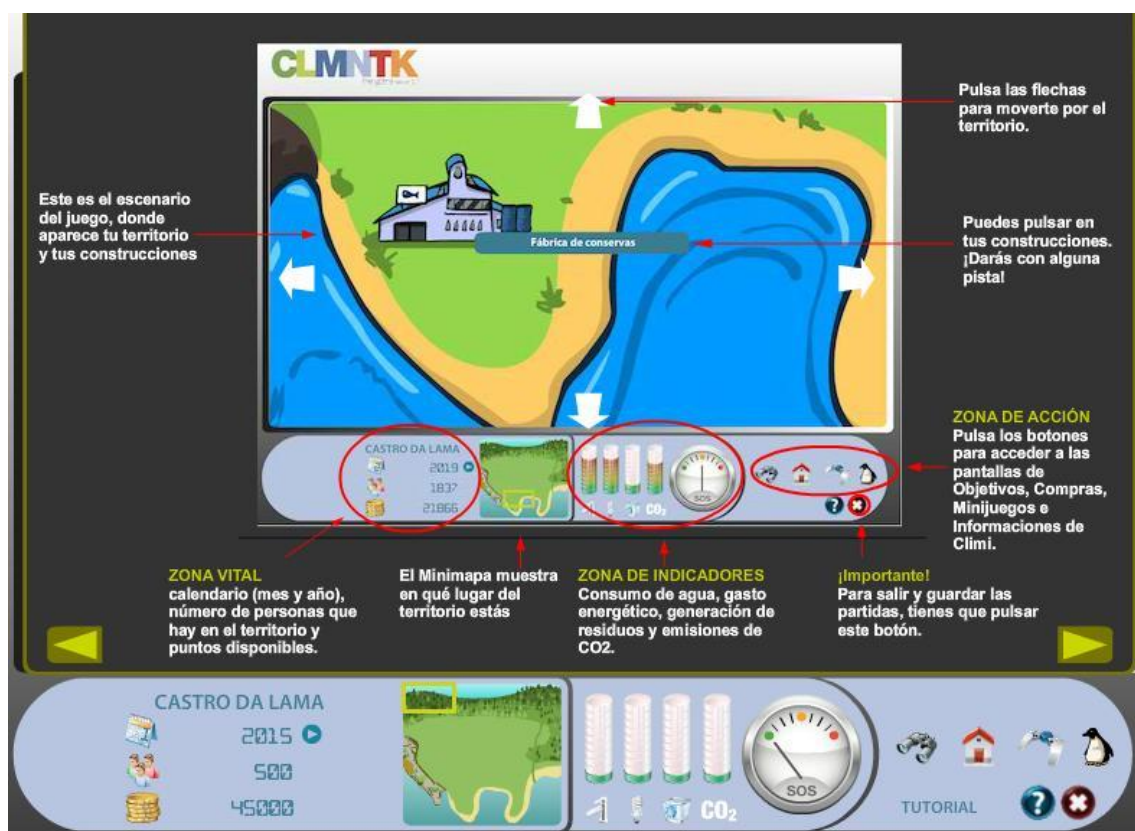 CLMNTK
Pulsa las flechas
para moverte por el
territorio.
Este es el escenario
del juego, donde
aparece tu territorio
y tus construcciones
Fábrica de conservas
Puedes pulsar en
tus construcciones.
¡Darás con alguna
pista!
ZONA DE ACCIÓN
Pulsa los botones
para acceder a las
pantallas de
Objetivos, Compras,
Minijuegos e
Informaciones de
Climi.
CASTRO DA LAMA
2019
1837
21866
SOS
CO2
ZONA VITAL
calendario (mes y año),
número de personas que
hay en el territorio y
puntos disponibles.
El Minimapa muestra
en qué lugar del
territorio estás
ZONA DE INDICADORES
Consumo de agua, gasto
energético, generación de
residuos y emisiones de
CO2.
¡Importante!
Para salir y guardar las
partidas, tienes que pulsar
este botón.
CASTRO DA LAMA
2015
500
45000
CO2
SOS
TUTORIAL
?